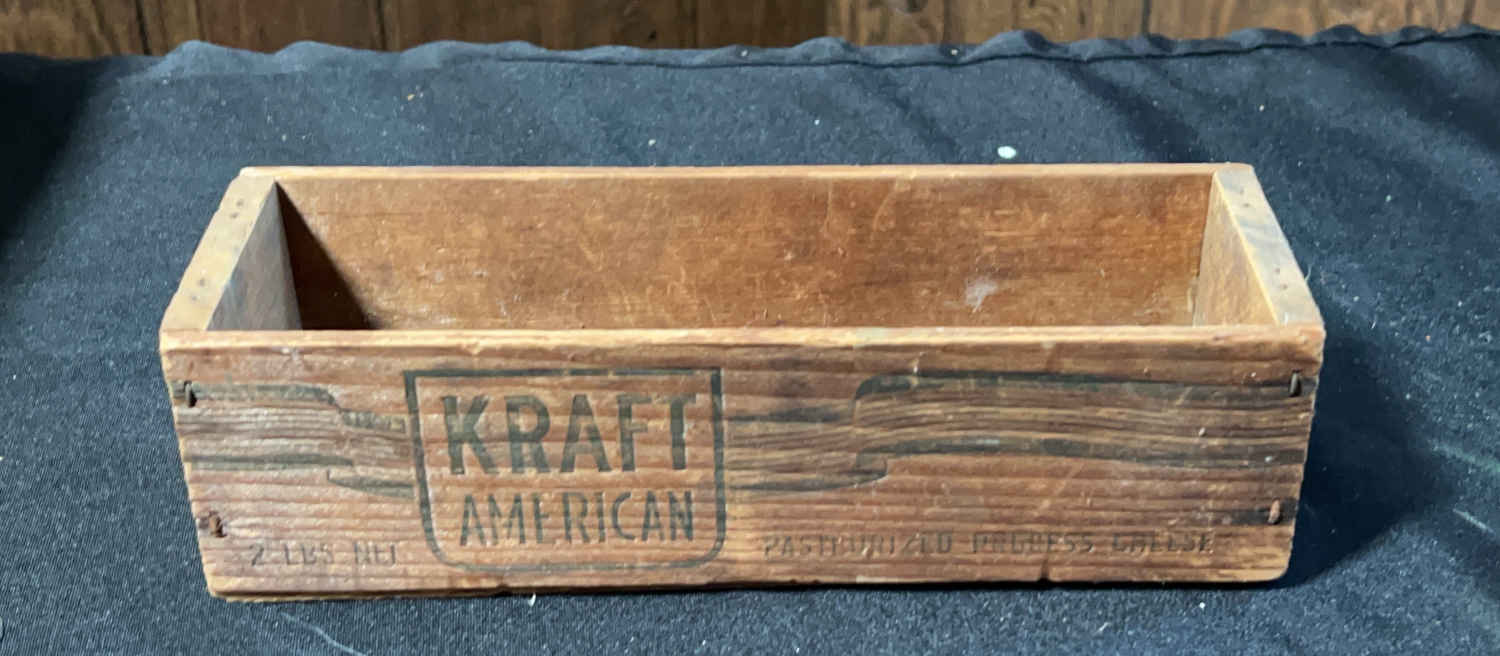 KRAFT
AMERICAN
2 LBS NET PASTEURIZED PROCESS CHEESE